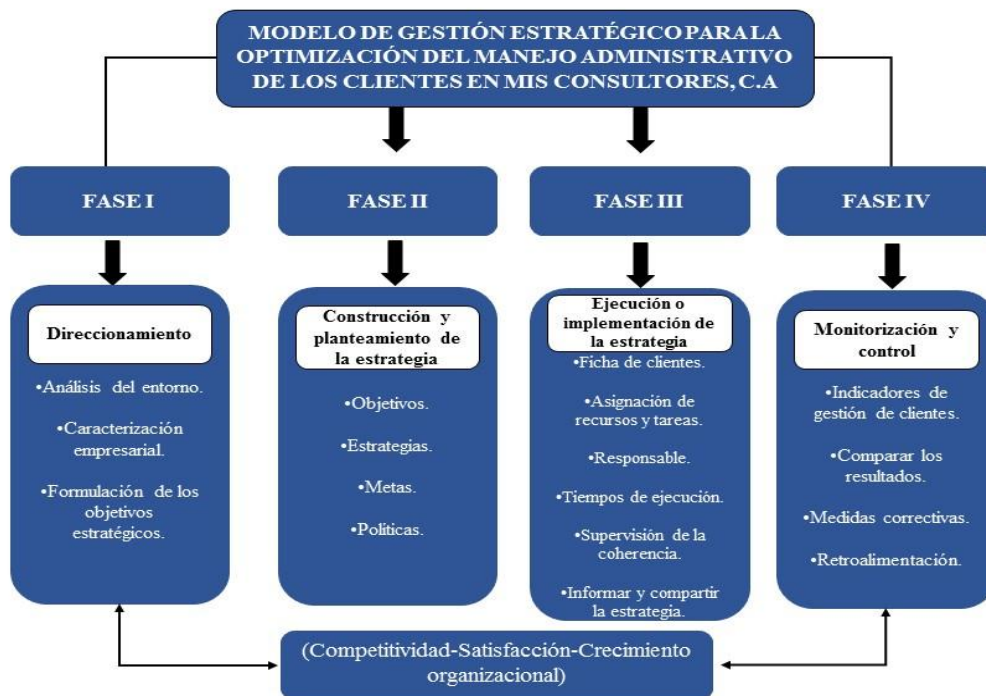 MODELO DE GESTIÓN ESTRATÉGICO PARA LA
OPTIMIZACIÓN DEL MANEJO ADMINISTRATIVO
DE LOS CLIENTES EN MIS CONSULTORES, C.A
FASE I
FASE II
FASE III
FASE IV
Direccionamiento
•Análisis del entorno.
•Caracterización
empresarial.
•Formulación de los
objetivos
estratégicos.
Construcción y
planteamiento de
la estrategia
•Objetivos.
•Estrategias.
•Metas.
•Políticas.
Ejecución o
implementación de
la estrategia
•Ficha de clientes.
•Asignación de
recursos y tareas.
•Responsable.
•Tiempos de ejecución.
•Supervisión de la
coherencia.
•Informar y compartir
la estrategia.
Monitorización y
control
•Indicadores de
gestión de clientes.
•Comparar los
resultados.
•Medidas correctivas.
•Retroalimentación.
(Competitividad-Satisfacción-Crecimiento
organizacional)